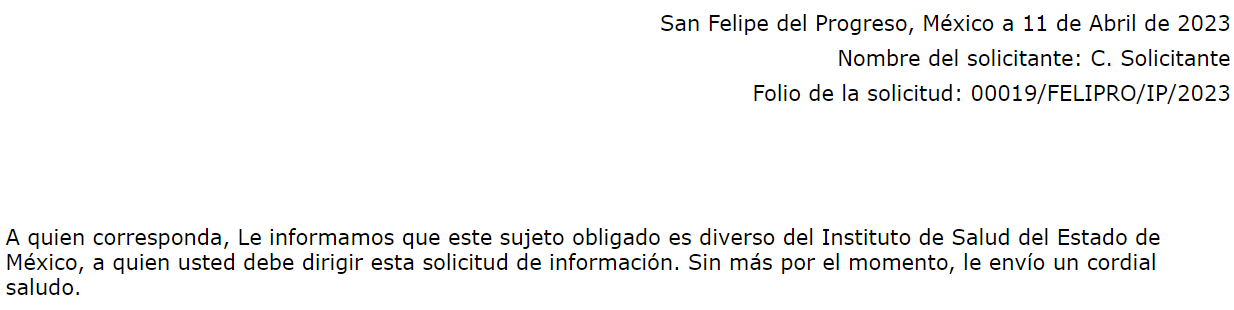 San Felipe del Progreso, México a 11 de Abril de 2023
Nombre del solicitante: C. Solicitante
Folio de la solicitud: 00019/FELIPRO/IP/2023
A quien corresponda, Le informamos que este sujeto obligado es diverso del Instituto de Salud del Estado de
México, a quien usted debe dirigir esta solicitud de información. Sin más por el momento, le envío un cordial
saludo.